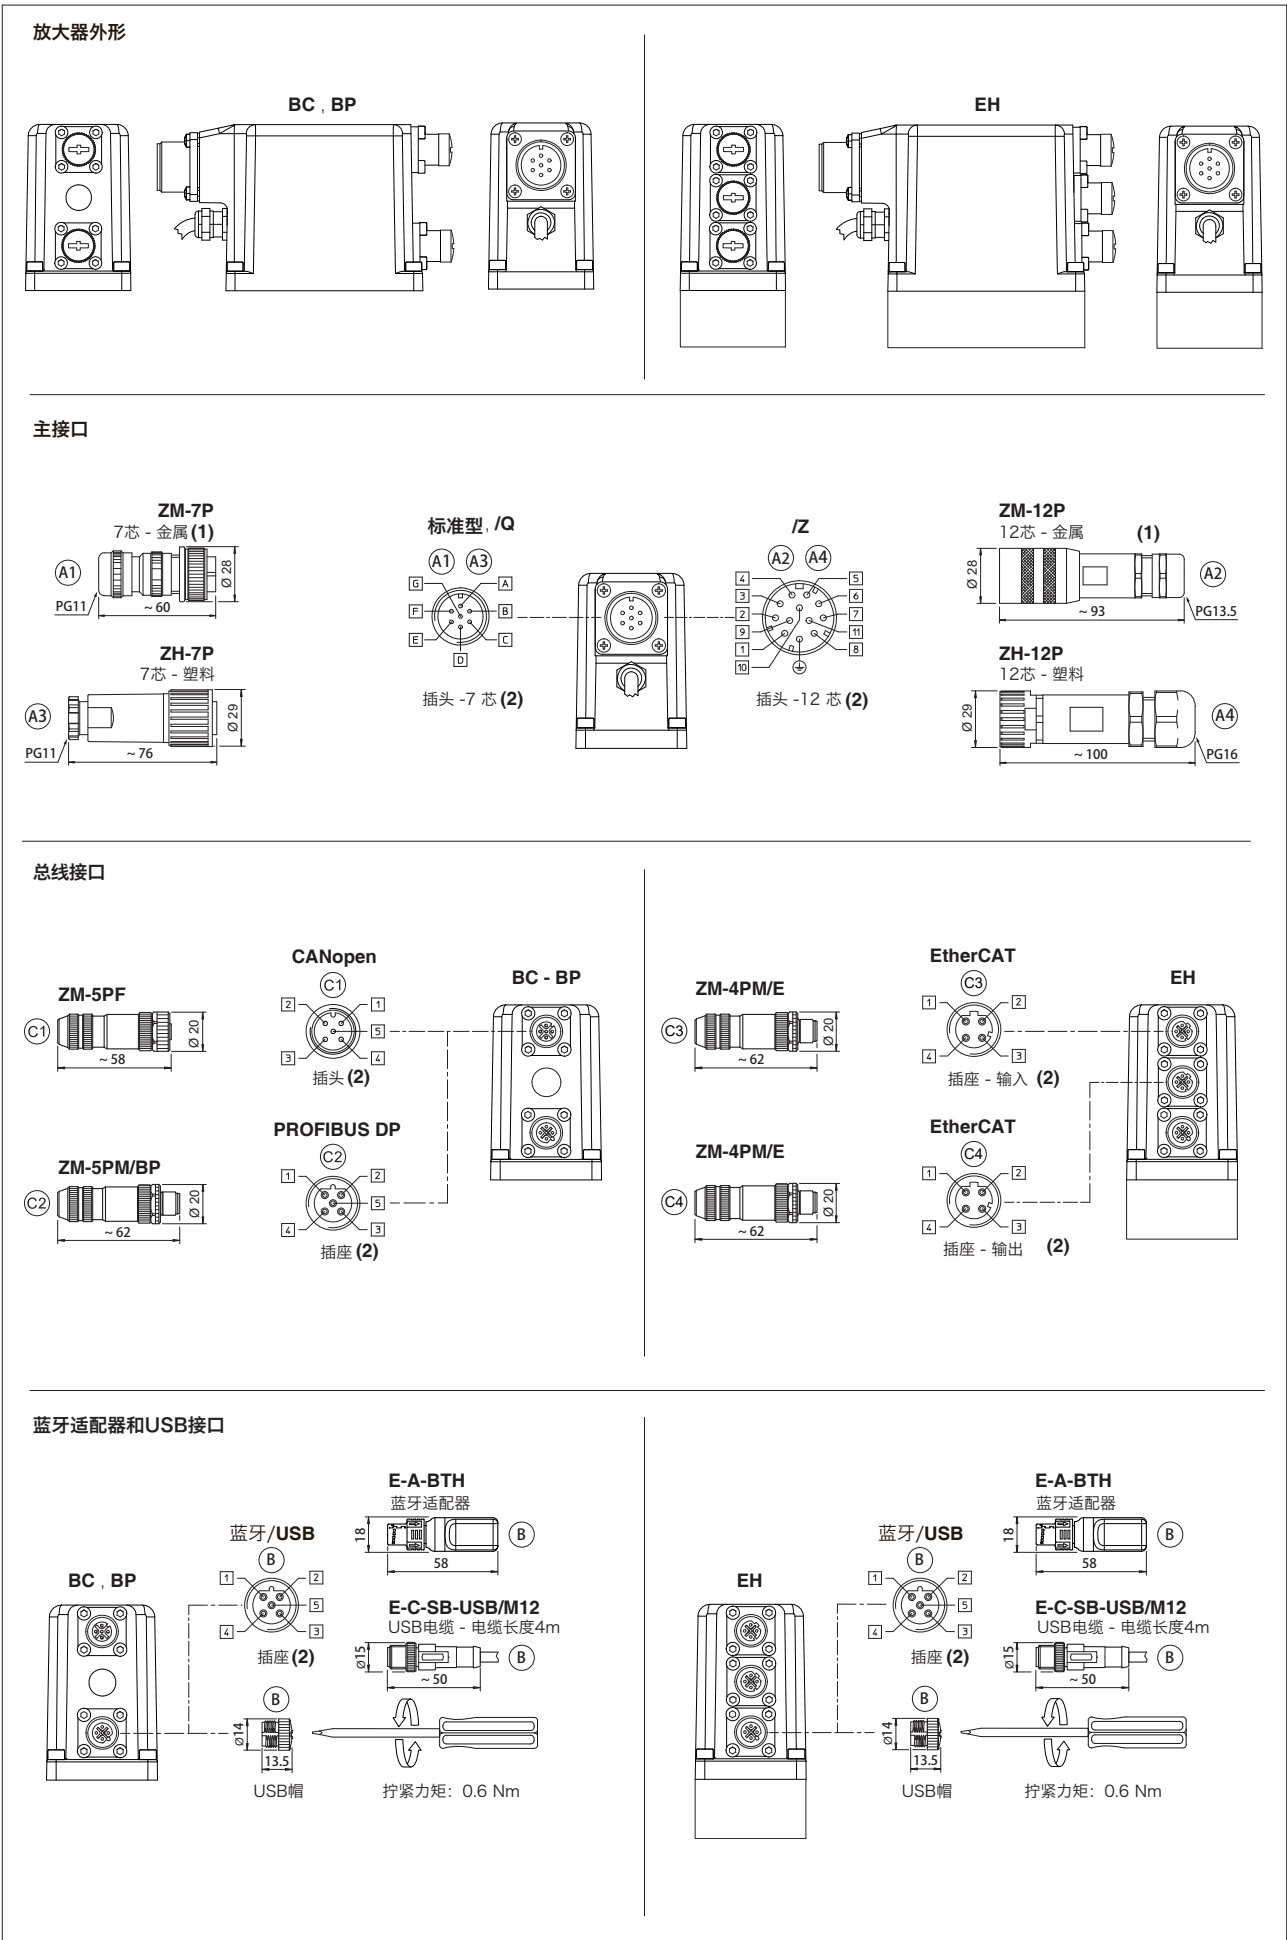 放大器外形
BC , BP
EH
主接口
ZM-7P
7芯 - 金属 (1)
A1
PG11
~ 60
Ø 28
ZH-7P
7芯 - 塑料
A3
PG11
~ 76
Ø 29
标准型, /Q
A1 A3
G A
F B
E C
D
插头 -7 芯 (2)
/Z
A2 A4
4 5
3 6
2 7
9 11
1 8
10
插头 -12 芯 (2)
ZM-12P
12芯 - 金属 (1)
Ø 28
A2
~ 93
PG13.5
ZH-12P
12芯 - 塑料
Ø 29
A4
~ 100
PG16
总线接口
ZM-5PF
C1
Ø 20
~ 58
CANopen
C1
2 1
5
3 4
插头 (2)
BC - BP
ZM-5PM/BP
C2
Ø 20
~ 62
PROFIBUS DP
C2
1 2
5
4 3
插座 (2)
ZM-4PM/E
C3
Ø 20
~ 62
EtherCAT
C3
1 2
4 3
插座 - 输入 (2)
EH
ZM-4PM/E
C4
Ø 20
~ 62
EtherCAT
C4
1 2
4 3
插座 - 输出 (2)
蓝牙适配器和USB接口
BC , BP
蓝牙/USB
B
1 2
5
4 3
插座 (2)
B
Ø14
13.5
USB帽
E-A-BTH
蓝牙适配器
18
58
B
E-C-SB-USB/M12
USB电缆 - 电缆长度4m
Ø15
~ 50
B
拧紧力矩: 0.6 Nm
EH
蓝牙/USB
B
1 2
5
4 3
插座 (2)
B
Ø14
13.5
USB帽
E-A-BTH
蓝牙适配器
18
58
B
E-C-SB-USB/M12
USB电缆 - 电缆长度4m
Ø15
~ 50
B
拧紧力矩: 0.6 Nm